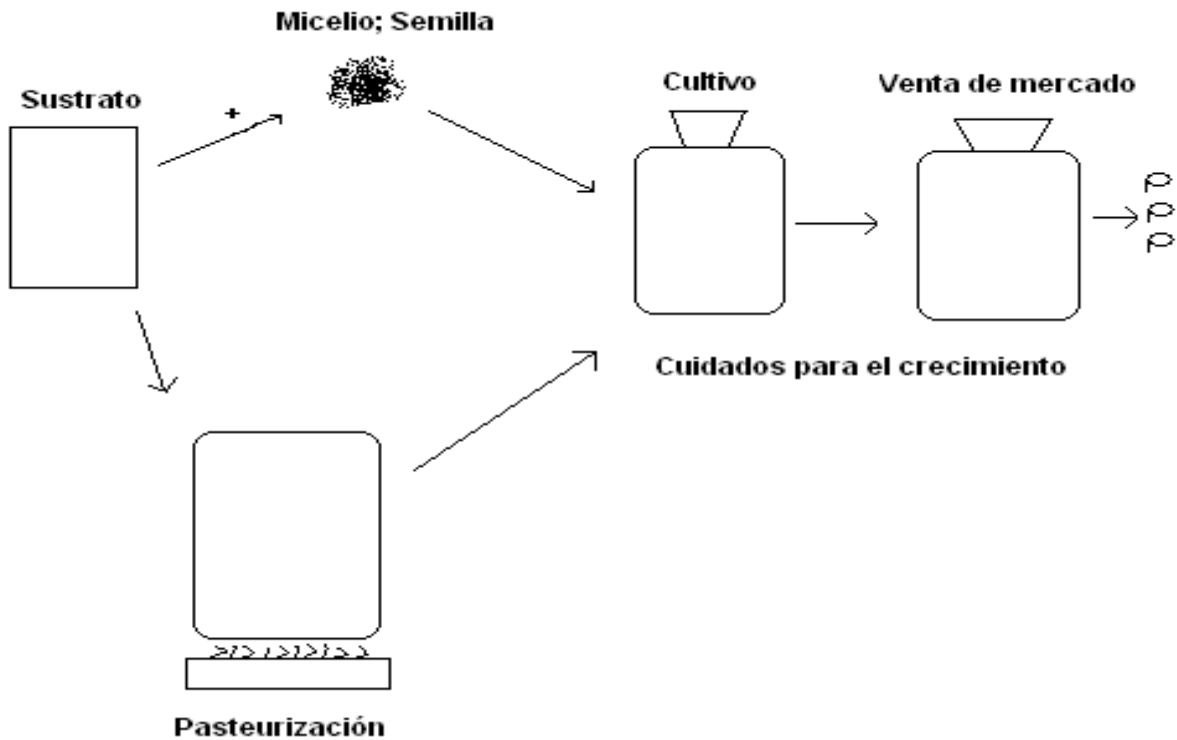 Micelio; Semilla
Sustrato
+
Cultivo
Venta de mercado
Cuidados para el crecimiento
Pasteurización